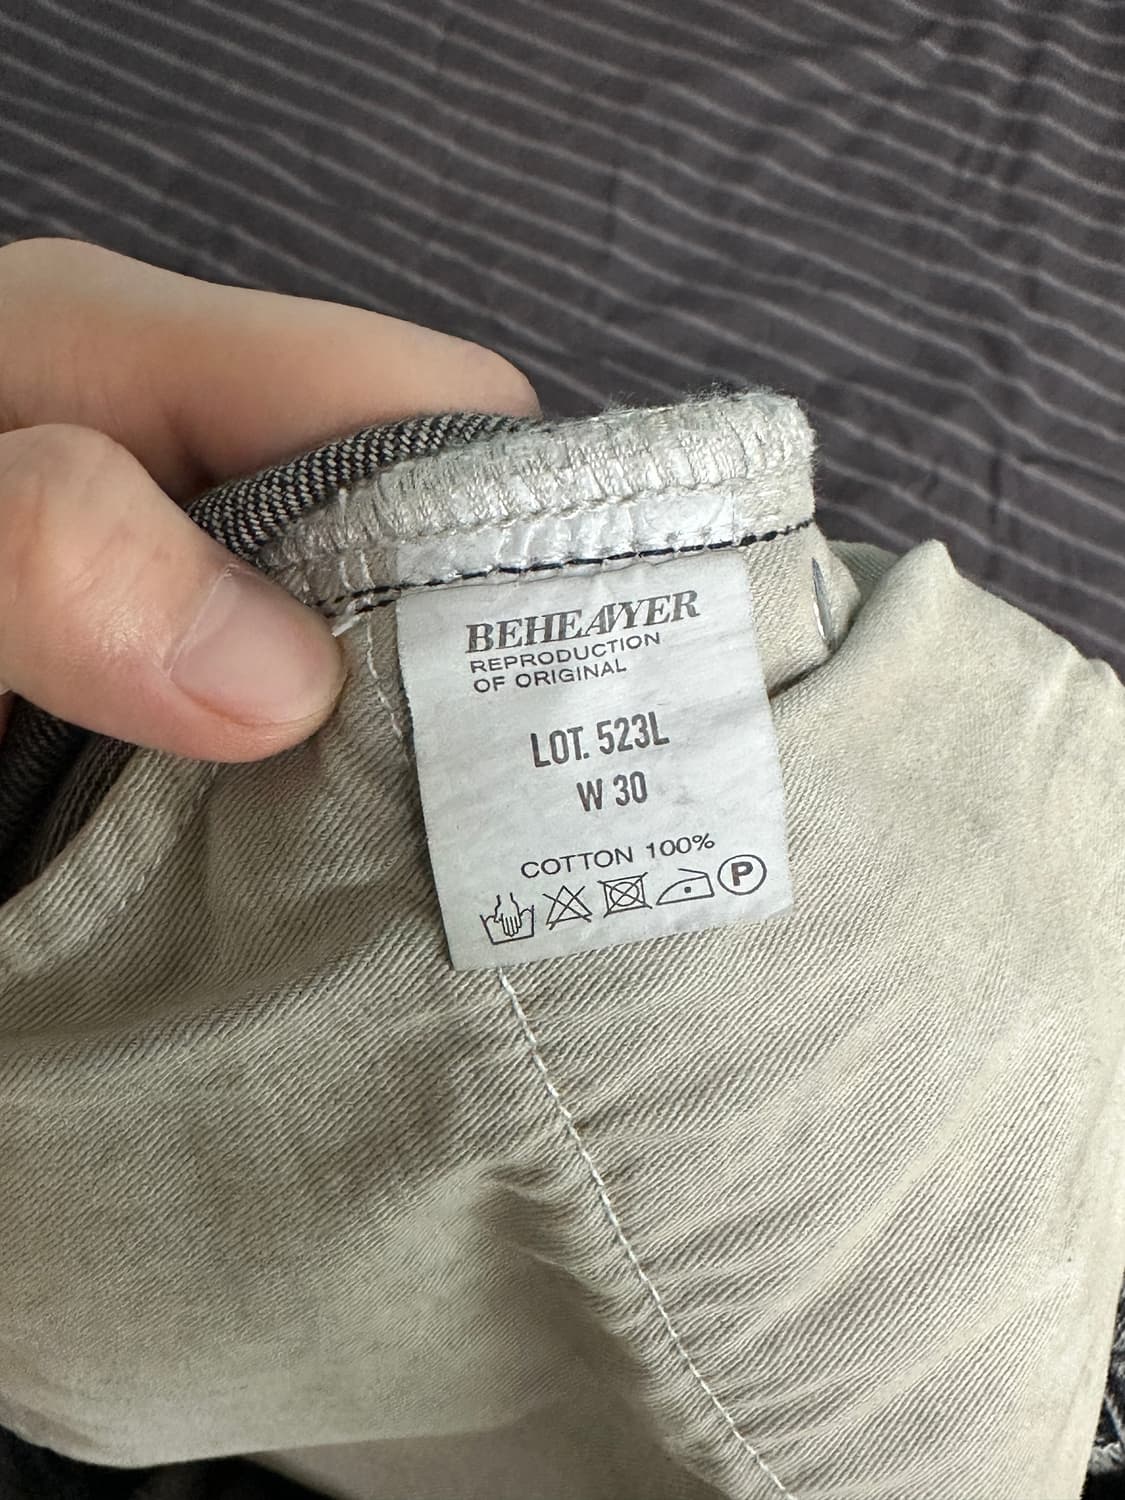 BEHEAVYER
REPRODUCTION
OF ORIGINAL
LOT. 523L
W 30
COTTON 100%
P